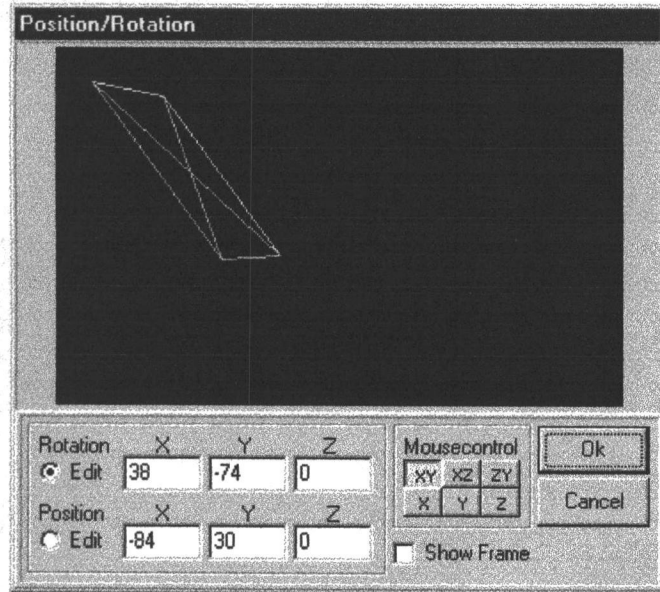 Position/Rotation
Rotation X Y Z
Edit 38 -74 0
Position X Y Z
Edit -84 30 0
Mousecontrol
XY XZ ZY
X Y Z
Show Frame
Ok
Cancel